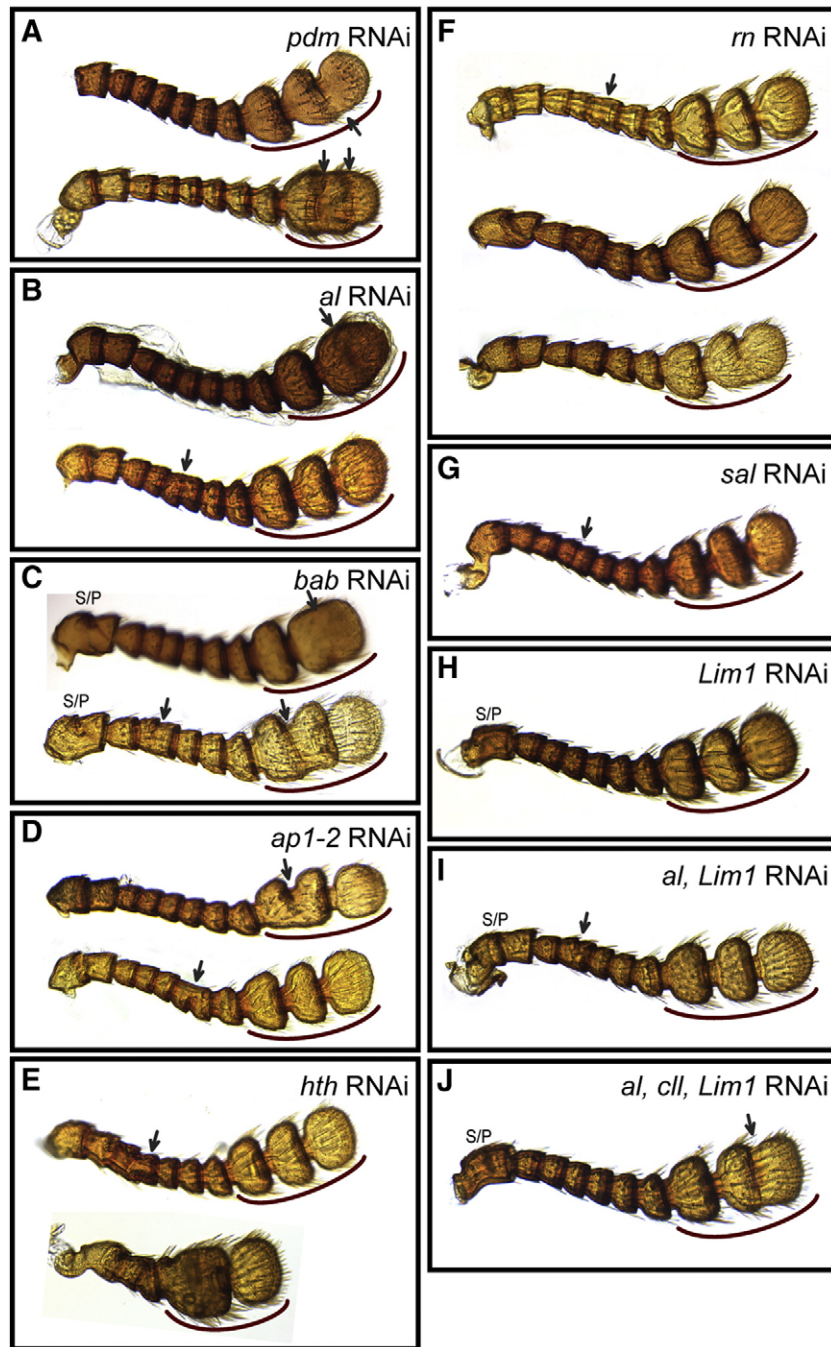 A
pdm RNAi
B
al RNAi
C
bab RNAi
S/P
S/P
D
ap1-2 RNAi
E
hth RNAi
F
rn RNAi
G
sal RNAi
H
Lim1 RNAi
S/P
I
al, Lim1 RNAi
S/P
J
al, cll, Lim1 RNAi
S/P